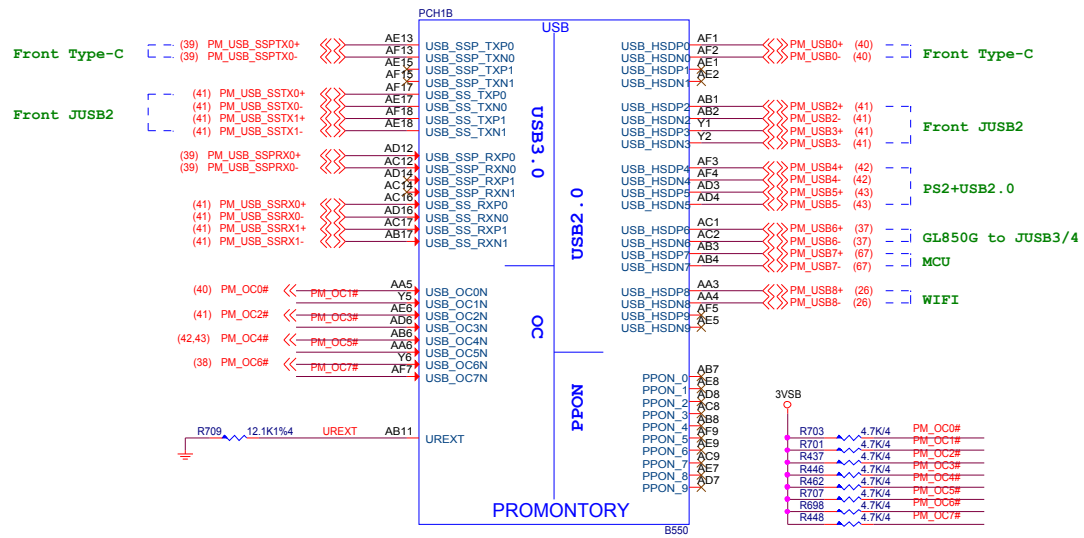 PCH1B
USB
Front Type-C
(39) PM_USB_SSPTX0+ AE13 USB_SSP_TXP0
(39) PM_USB_SSPTX0- AF13 USB_SSP_TXN0
AE15 USB_SSP_TXP1
AF15 USB_SSP_TXN1
Front JUSB2
(41) PM_USB_SSTX0+ AF17 USB_SS_TXP0
(41) PM_USB_SSTX0- AE17 USB_SS_TXN0
(41) PM_USB_SSTX1+ AF18 USB_SS_TXP1
(41) PM_USB_SSTX1- AE18 USB_SS_TXN1
(39) PM_USB_SSPRX0+ AD12 USB_SSP_RXP0
(39) PM_USB_SSPRX0- AC12 USB_SSP_RXN0
AD14 USB_SSP_RXP1
AC14 USB_SSP_RXN1
(41) PM_USB_SSRX0+ AC16 USB_SS_RXP0
(41) PM_USB_SSRX0- AD16 USB_SS_RXN0
(41) PM_USB_SSRX1+ AC17 USB_SS_RXP1
(41) PM_USB_SSRX1- AB17 USB_SS_RXN1
(40) PM_OC0# AA5 USB_OC0N
PM_OC1# Y5 USB_OC1N
(41) PM_OC2# AE6 USB_OC2N
PM_OC3# AD6 USB_OC3N
(42,43) PM_OC4# AB6 USB_OC4N
PM_OC5# AA6 USB_OC5N
(38) PM_OC6# Y6 USB_OC6N
PM_OC7# AF7 USB_OC7N
R709 12.1K1%4 UREXT AB11 UREXT
USB3.0
USB2.0
OC
PPON
USB_HSDP0 AF1 PM_USB0+ (40)
USB_HSDN0 AF2 PM_USB0- (40)
Front Type-C
USB_HSDP1 AE1
USB_HSDN1 AE2
USB_HSDP2 AB1 PM_USB2+ (41)
USB_HSDN2 AB2 PM_USB2- (41)
USB_HSDP3 Y1 PM_USB3+ (41)
USB_HSDN3 Y2 PM_USB3- (41)
Front JUSB2
USB_HSDP4 AF3 PM_USB4+ (42)
USB_HSDN4 AF4 PM_USB4- (42)
USB_HSDP5 AD3 PM_USB5+ (43)
USB_HSDN5 AD4 PM_USB5- (43)
PS2+USB2.0
USB_HSDP6 AC1 PM_USB6+ (37)
USB_HSDN6 AC2 PM_USB6- (37)
GL850G to JUSB3/4
USB_HSDP7 AB3 PM_USB7+ (67)
USB_HSDN7 AB4 PM_USB7- (67)
MCU
USB_HSDP8 AA3 PM_USB8+ (26)
USB_HSDN8 AA4 PM_USB8- (26)
WIFI
USB_HSDP9 AF5
USB_HSDN9 AE5
PPON_0 AB7
PPON_1 AE8
PPON_2 AD8
PPON_3 AC8
PPON_4 AB8
PPON_5 AF9
PPON_6 AE9
PPON_7 AC9
PPON_8 AE7
PPON_9 AD7
PROMONTORY
B550
3VSB
R703 4.7K/4 PM_OC0#
R701 4.7K/4 PM_OC1#
R437 4.7K/4 PM_OC2#
R446 4.7K/4 PM_OC3#
R462 4.7K/4 PM_OC4#
R707 4.7K/4 PM_OC5#
R698 4.7K/4 PM_OC6#
R448 4.7K/4 PM_OC7#